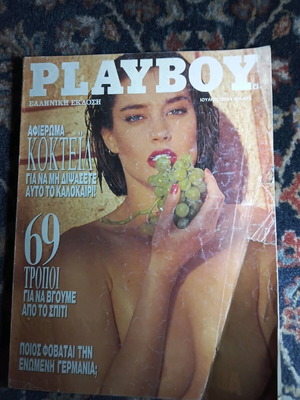 PLAYBOY
ΕΛΛΗΝΙΚΗ ΕΚΔΟΣΗ
ΑΦΙΕΡΩΜΑ
ΚΟΚΤΕΪΛ
ΓΙΑ ΝΑ ΜΗ ΔΙΨΑΣΕΤΕ
ΑΥΤΟ ΤΟ ΚΑΛΟΚΑΙΡΙ!
69
ΤΡΟΠΟΙ
ΓΙΑ ΝΑ ΒΓΟΥΜΕ
ΑΠΟ ΤΟ ΣΠΙΤΙ
ΠΟΙΟΣ ΦΟΒΑΤΑΙ ΤΗΝ
ΕΝΩΜΕΝΗ ΓΕΡΜΑΝΙΑ;